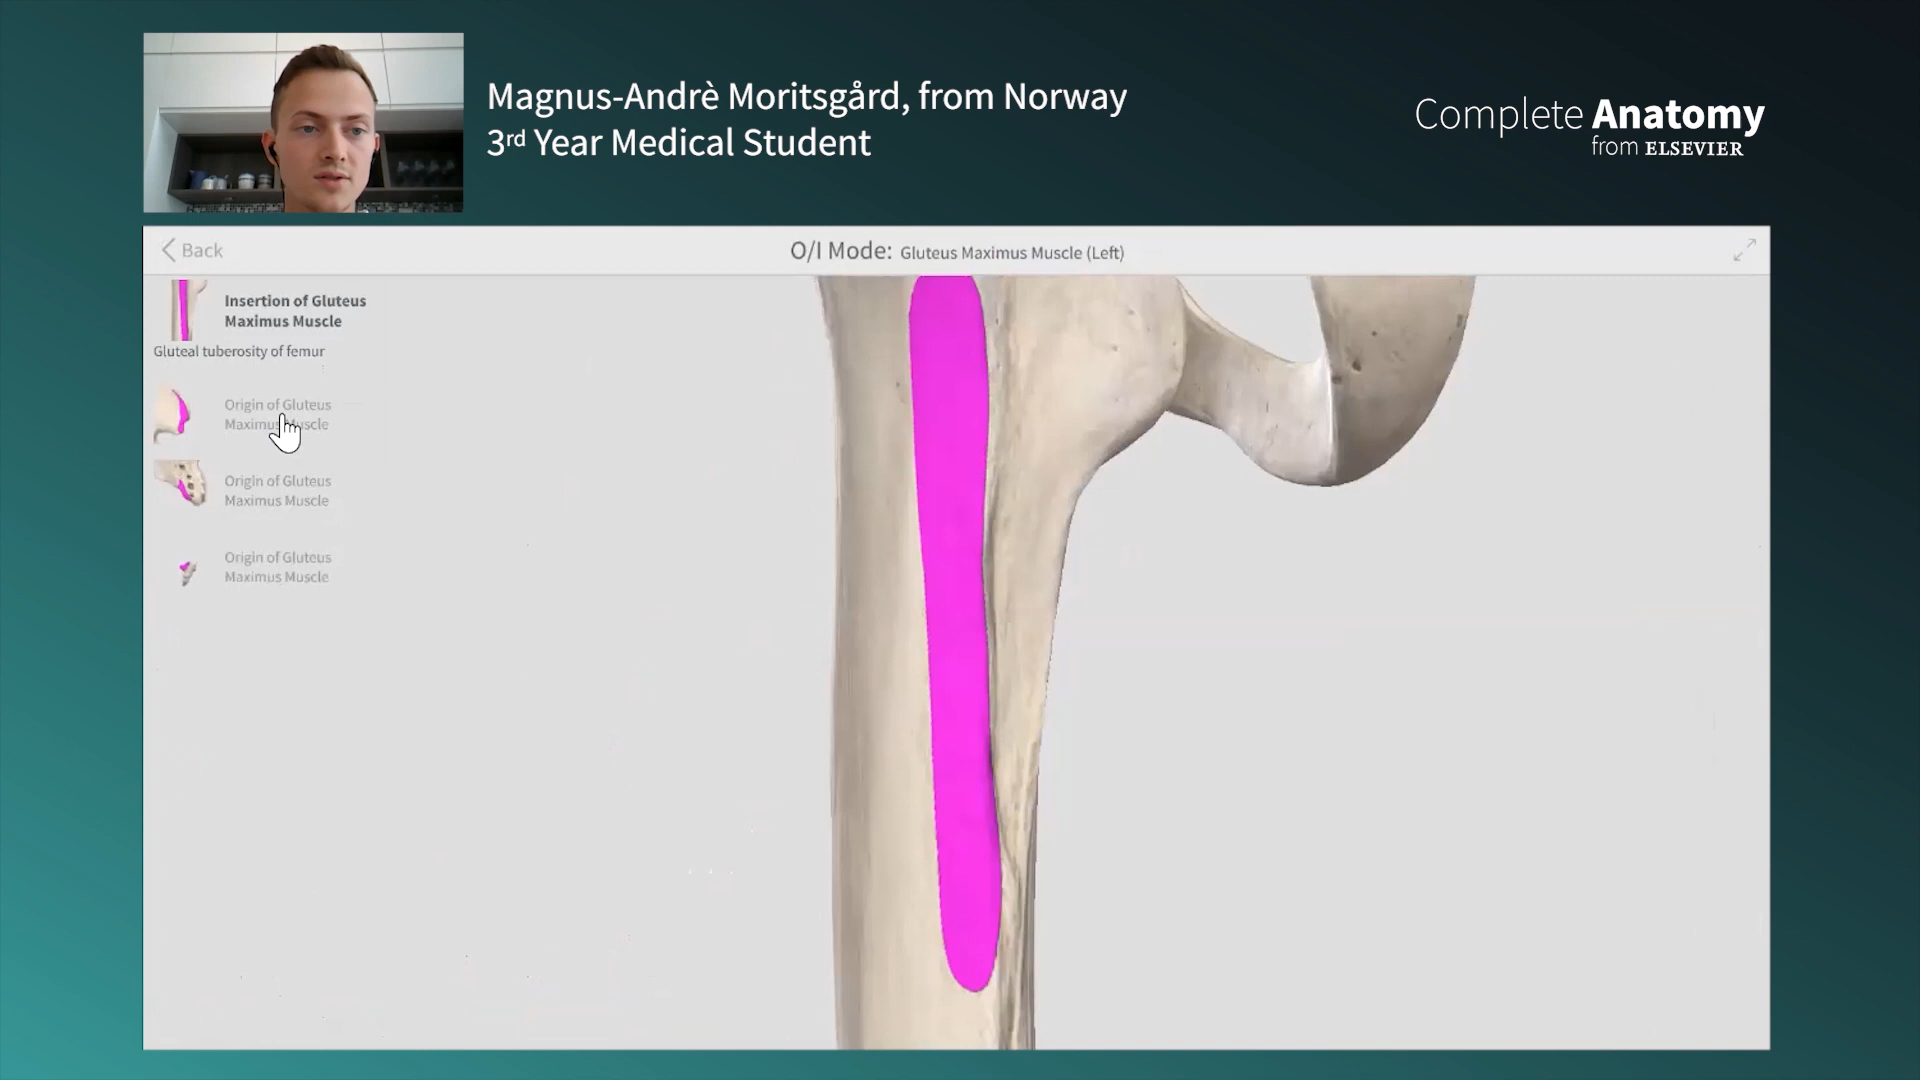 Magnus-Andrè Moritsgård, from Norway
3rd Year Medical Student
Complete Anatomy
from ELSEVIER
Back
O/I Mode: Gluteus Maximus Muscle (Left)
Insertion of Gluteus
Maximus Muscle
Gluteal tuberosity of femur
Origin of Gluteus
Maximus Muscle
Origin of Gluteus
Maximus Muscle
Origin of Gluteus
Maximus Muscle